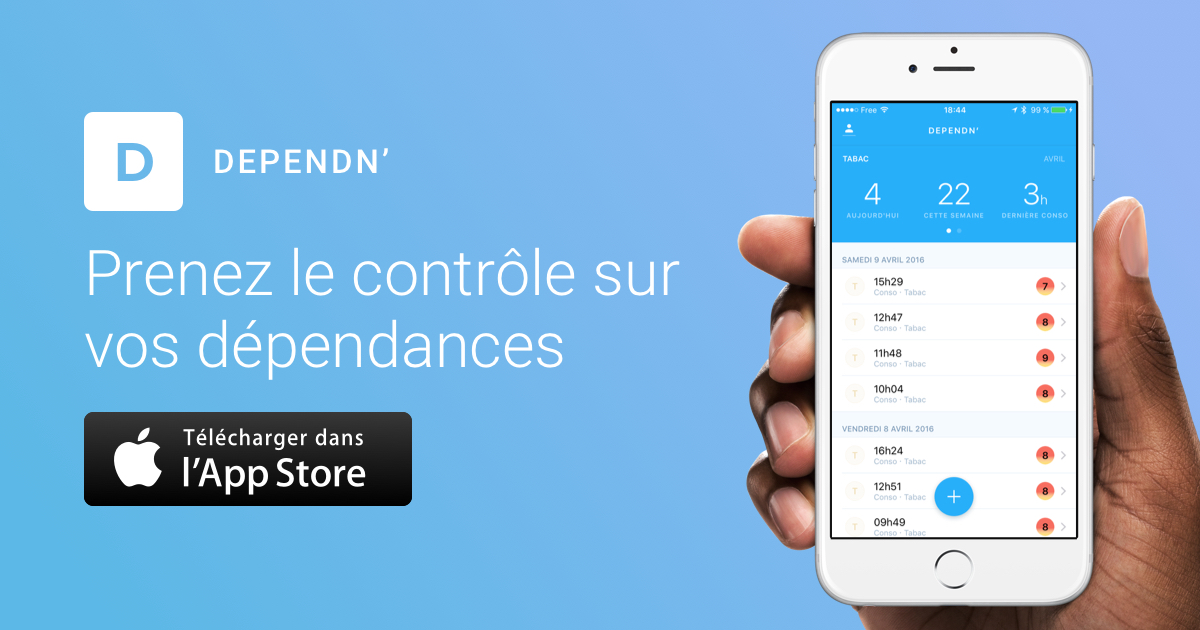 D
DEPENDN’
Prenez le contrôle sur
vos dépendances
Télécharger dans
l’App Store
Free 18:44 99 %
DEPENDN'
TABAC AVRIL
4 22 3h
AUJOURD'HUI CETTE SEMAINE DERNIÈRE CONSO
SAMEDI 9 AVRIL 2016
T 15h29 7
Conso · Tabac
T 12h47 8
Conso · Tabac
T 11h48 9
Conso · Tabac
T 10h04 8
Conso · Tabac
VENDREDI 8 AVRIL 2016
T 16h24 8
Conso · Tabac
T 12h51 8
Conso · Tabac
+
T 09h49 8
Conso · Tabac